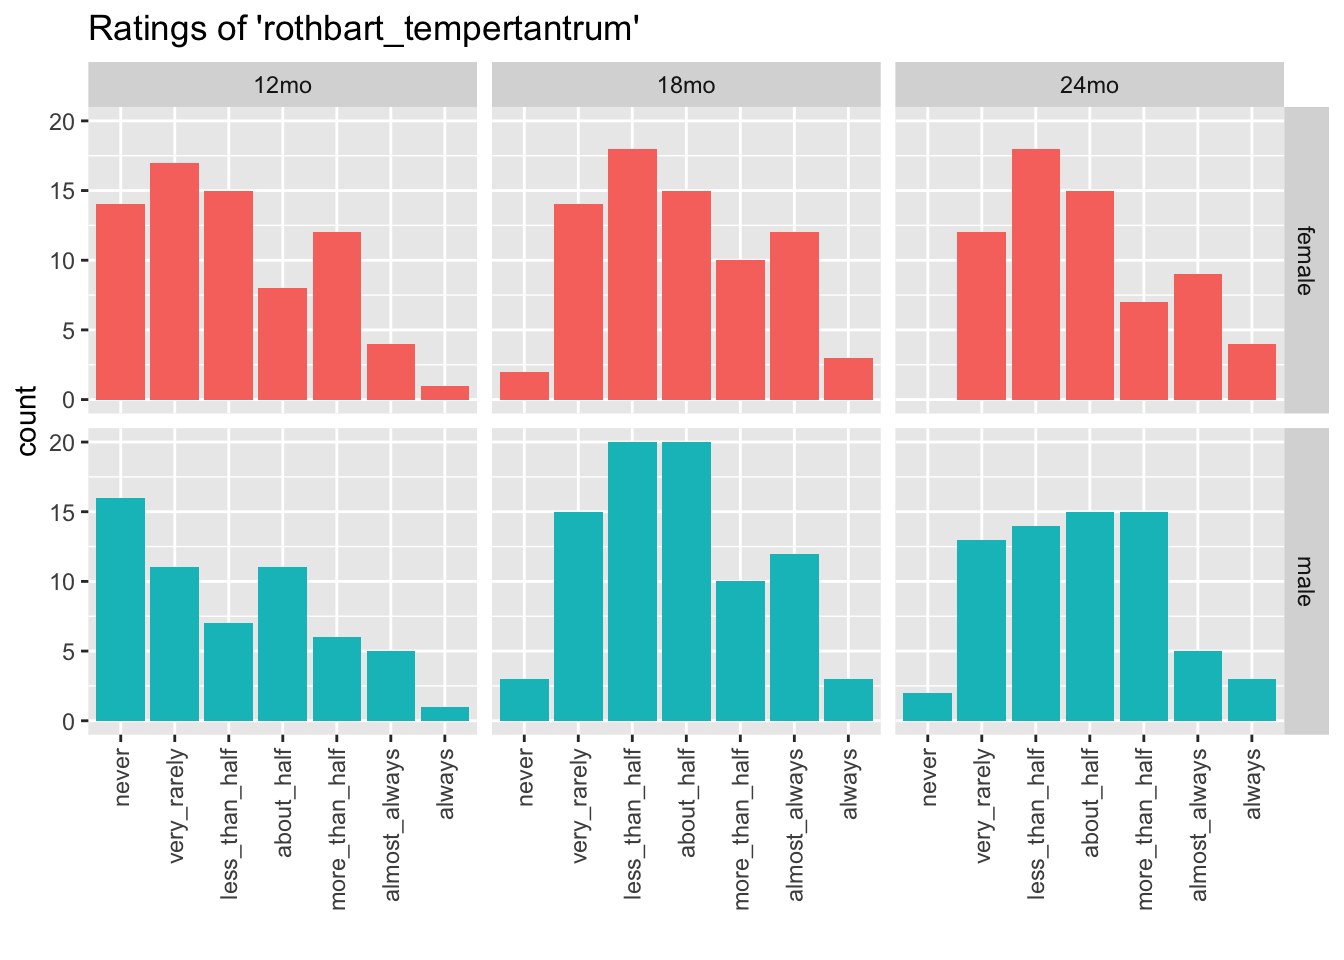 Ratings of 'rothbart_tempertantrum'
12mo
18mo
24mo
count
20
15
10
5
0
female
20
15
10
5
0
male
never
very_rarely
less_than_half
about_half
more_than_half
almost_always
always
never
very_rarely
less_than_half
about_half
more_than_half
almost_always
always
never
very_rarely
less_than_half
about_half
more_than_half
almost_always
always